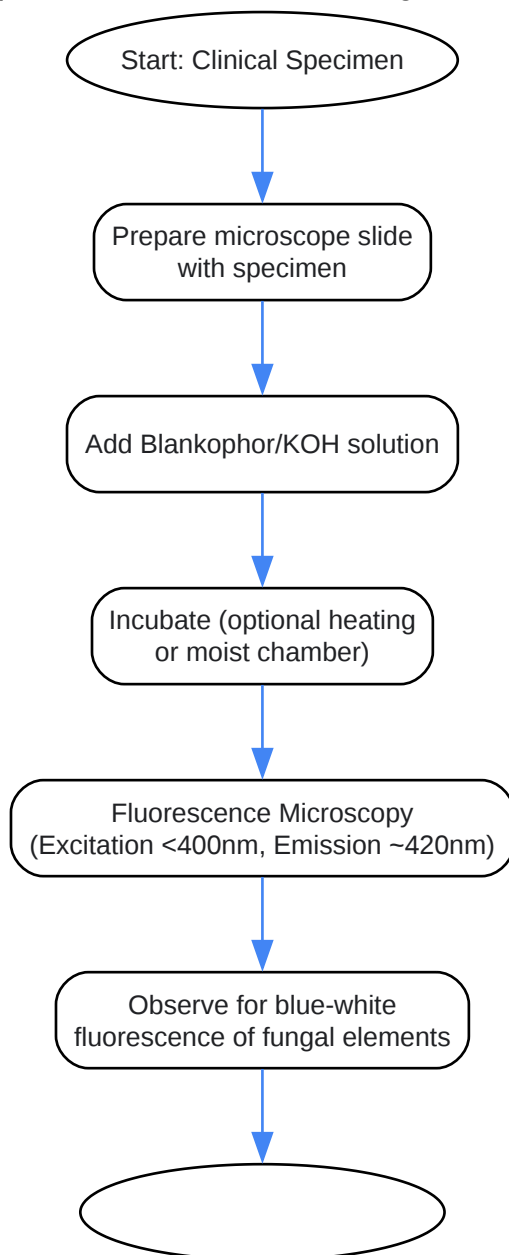 Start: Clinical Specimen
Prepare microscope slide
with specimen
Add Blankophor/KOH solution
Incubate (optional heating
or moist chamber)
Fluorescence Microscopy
(Excitation <400nm, Emission ~420nm)
Observe for blue-white
fluorescence of fungal elements